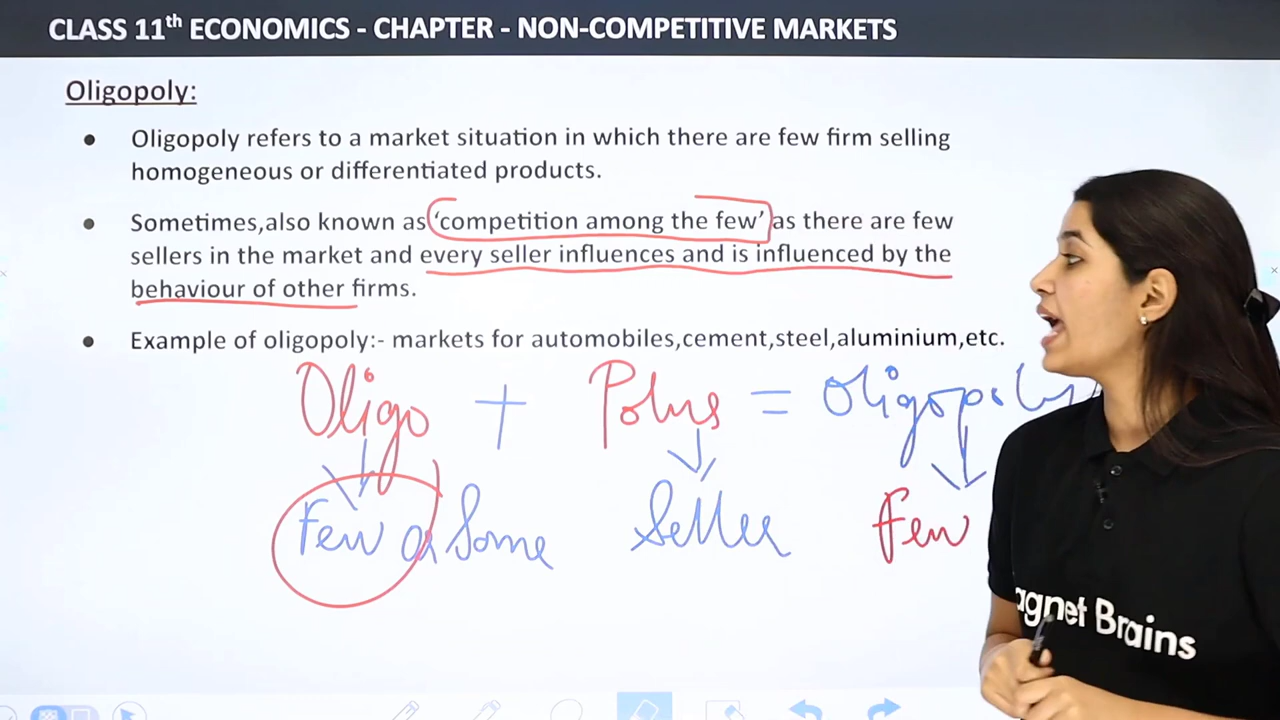 CLASS 11th ECONOMICS - CHAPTER - NON-COMPETITIVE MARKETS
Oligopoly:
• Oligopoly refers to a market situation in which there are few firm selling
homogeneous or differentiated products.
• Sometimes,also known as ‘competition among the few’ as there are few
sellers in the market and every seller influences and is influenced by the
behaviour of other firms.
• Example of oligopoly:- markets for automobiles,cement,steel,aluminium,etc.
Oligo + Polus = Oligopoly
Few or Some Seller Few
agnet Brains